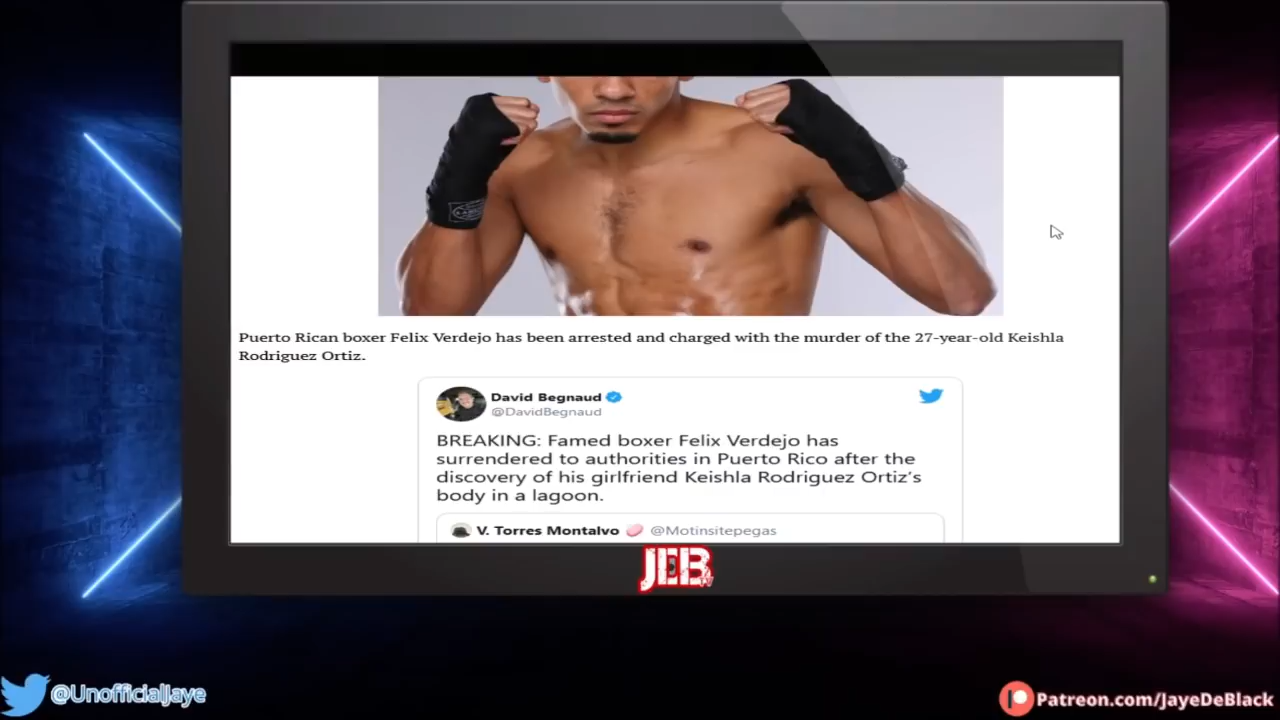 Puerto Rican boxer Felix Verdejo has been arrested and charged with the murder of the 27-year-old Keishla
Rodriguez Ortiz.
David Begnaud
@DavidBegnaud
BREAKING: Famed boxer Felix Verdejo has
surrendered to authorities in Puerto Rico after the
discovery of his girlfriend Keishla Rodriguez Ortiz's
body in a lagoon.
V. Torres Montalvo @Motinsitepegas
JEB TV
@UnofficialJaye
Patreon.com/JayeDeBlack